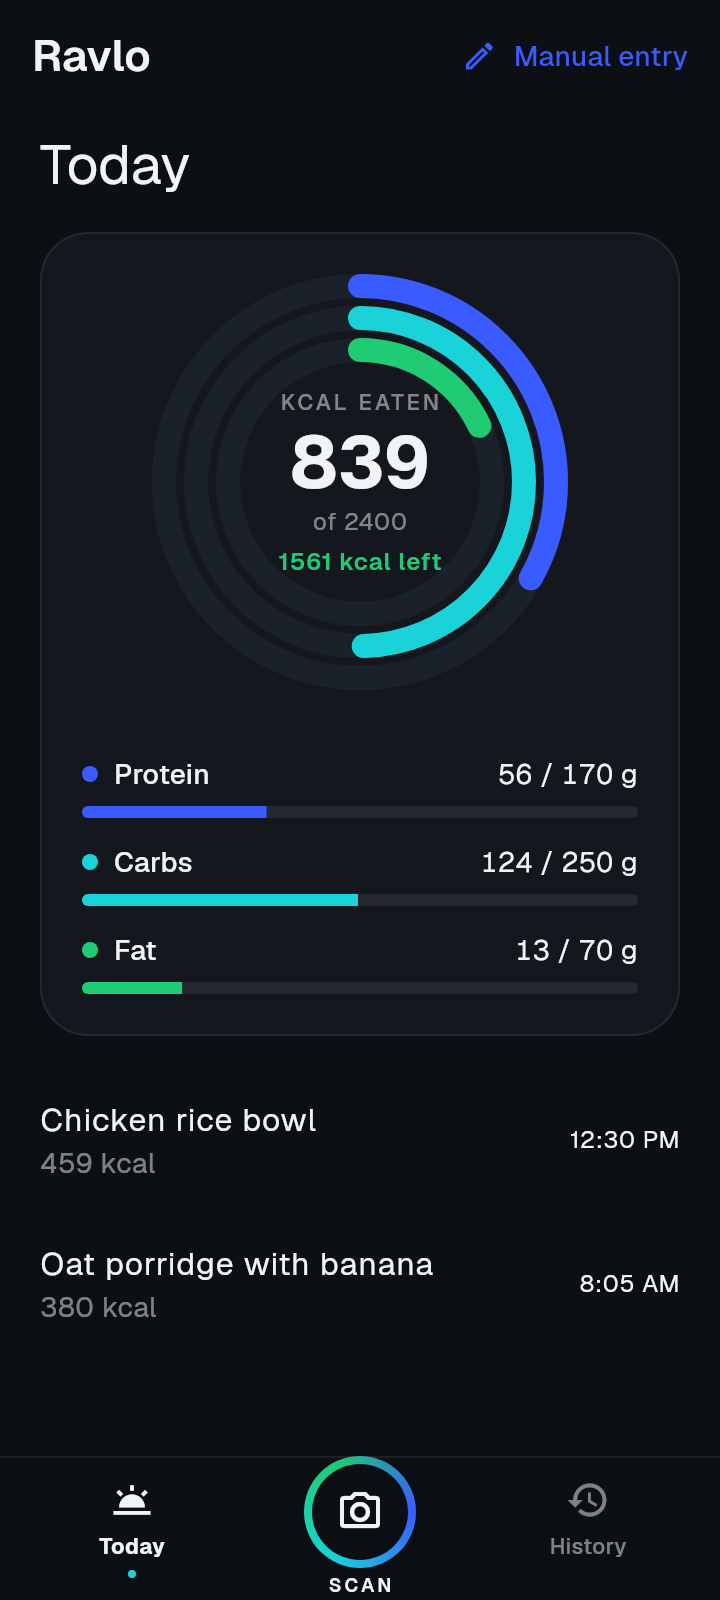 Ravlo
Manual entry
Today
KCAL EATEN
839
of 2400
1561 kcal left
Protein 56 / 170 g
Carbs 124 / 250 g
Fat 13 / 70 g
Chicken rice bowl
459 kcal
12:30 PM
Oat porridge with banana
380 kcal
8:05 AM
Today
SCAN
History